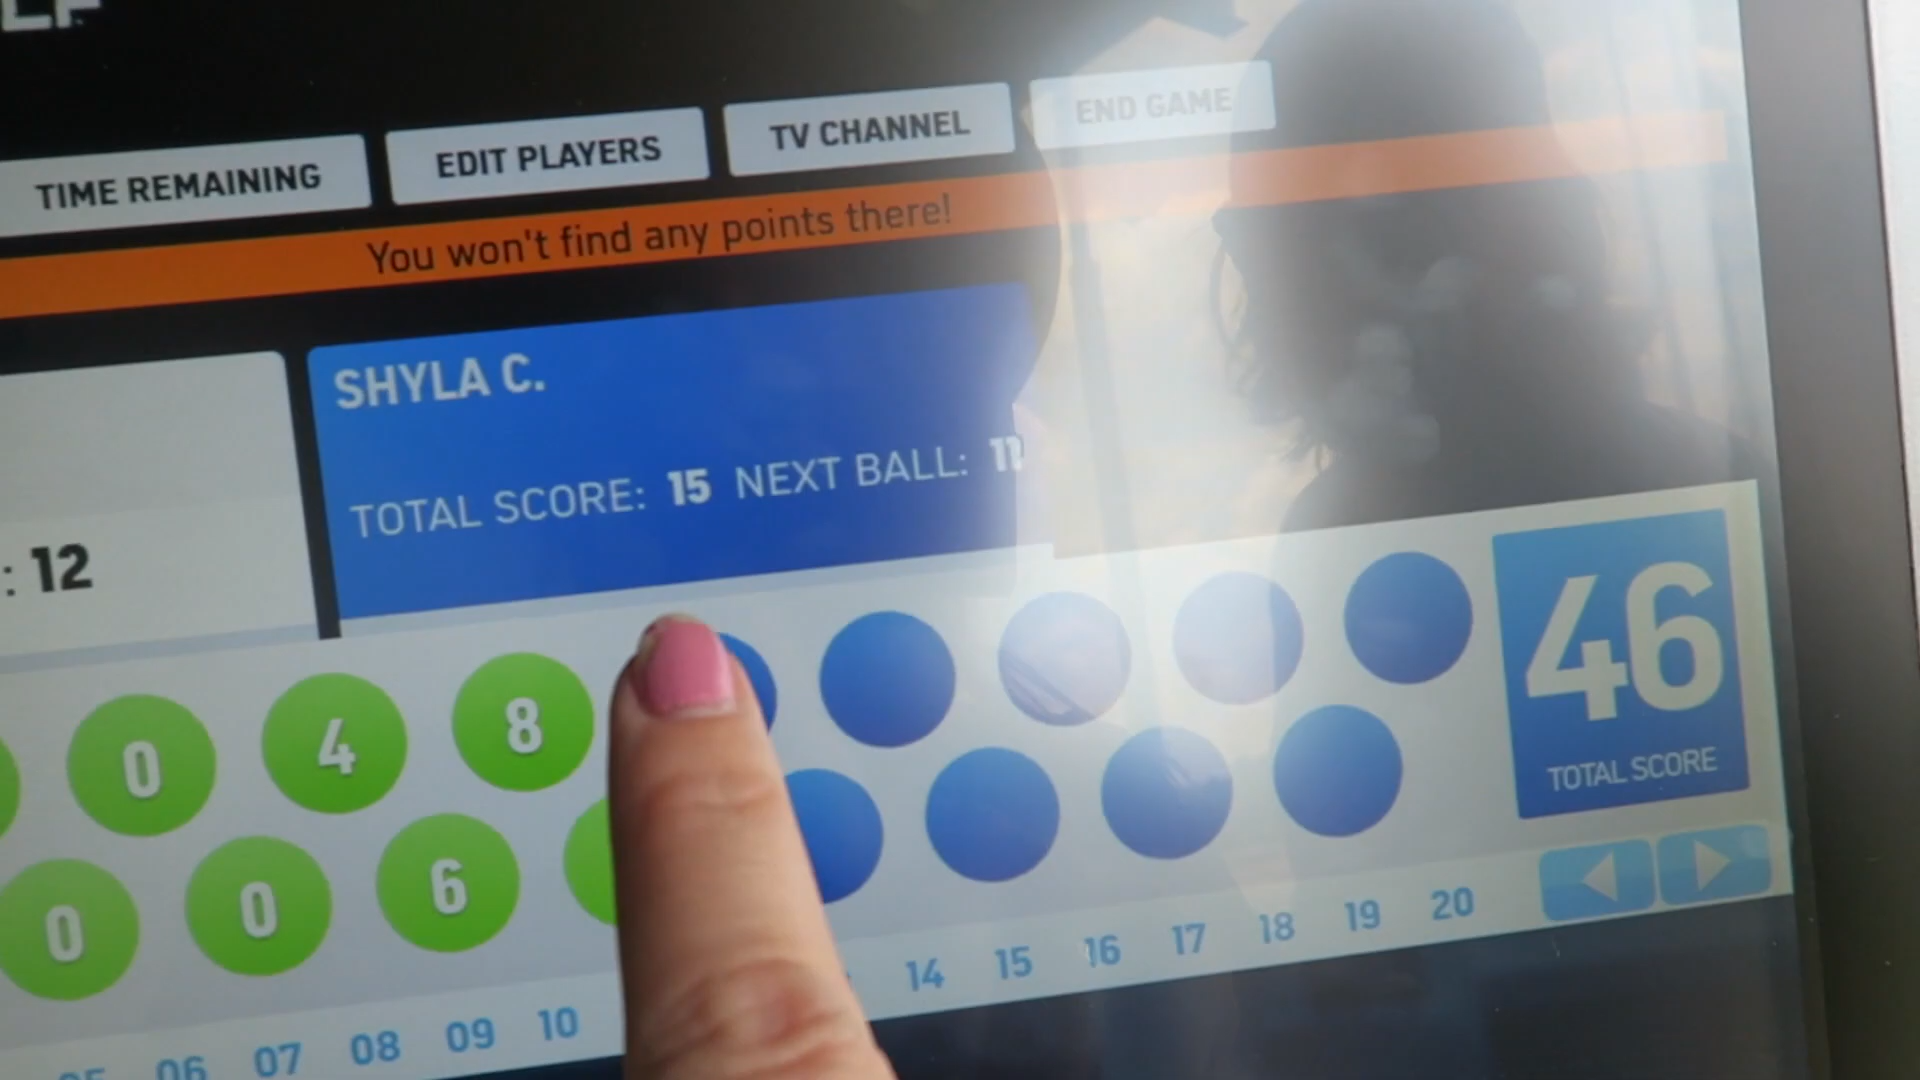 TIME REMAINING
EDIT PLAYERS
TV CHANNEL
END GAME
You won't find any points there!
SHYLA C.
TOTAL SCORE: 15 NEXT BALL: 11
: 12
0 4 8
0 0 6
46
TOTAL SCORE
06 07 08 09 10 14 15 16 17 18 19 20